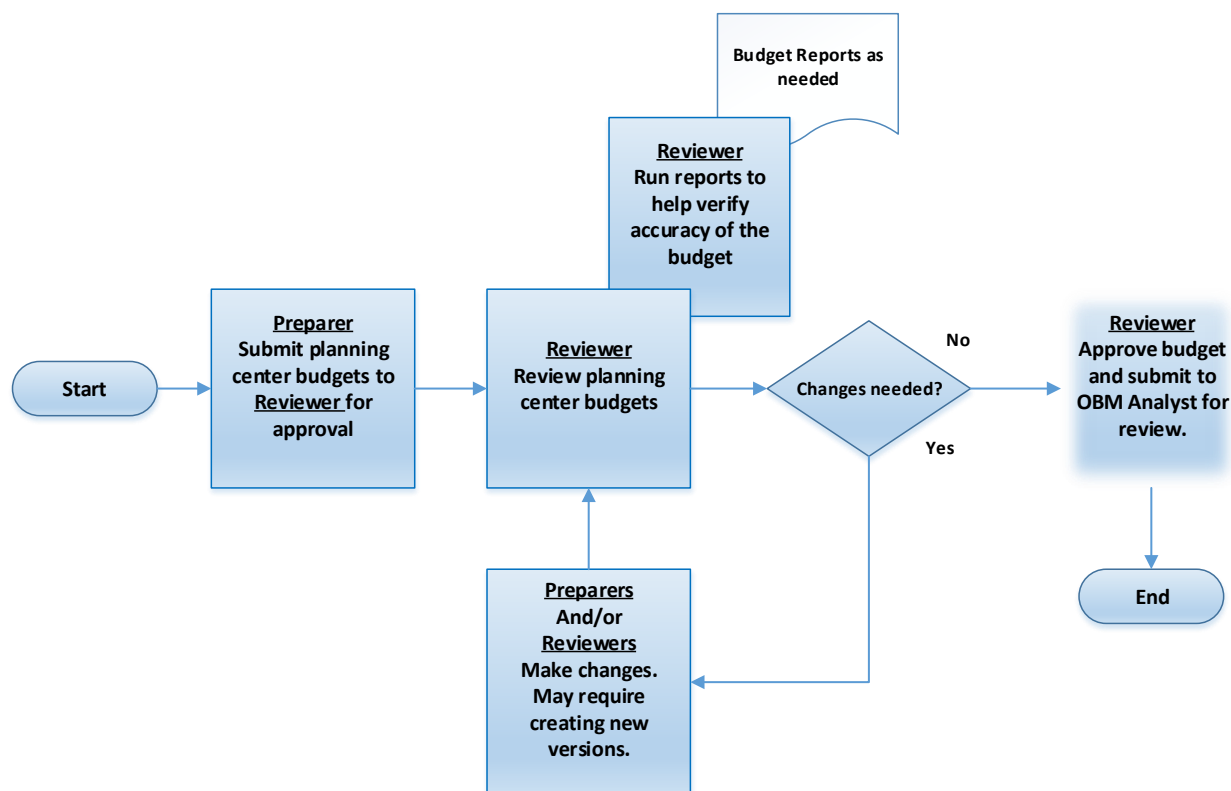 Budget Reports as
needed
Reviewer
Run reports to
help verify
accuracy of the
budget
Start
Preparer
Submit planning
center budgets to
Reviewer for
approval
Reviewer
Review planning
center budgets
Changes needed?
No
Yes
Reviewer
Approve budget
and submit to
OBM Analyst for
review.
Preparers
And/or
Reviewers
Make changes.
May require
creating new
versions.
End